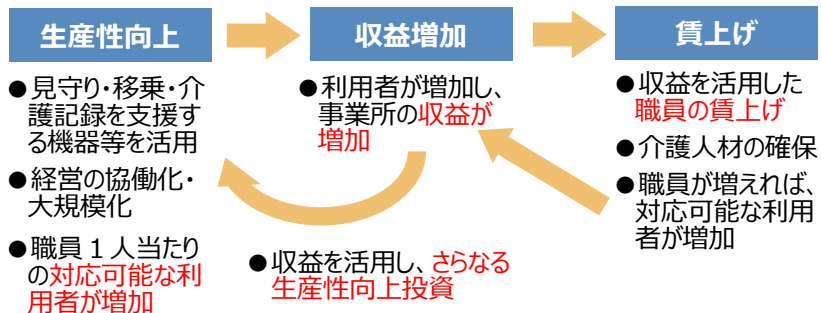 生産性向上
●見守り・移乗・介
護記録を支援す
る機器等を活用
●経営の協働化・
大規模化
●職員１人当たり
の対応可能な利
用者が増加
収益増加
●利用者が増加し、
事業所の収益が
増加
●収益を活用し、さらなる
生産性向上投資
賃上げ
●収益を活用した
職員の賃上げ
●介護人材の確保
●職員が増えれば、
対応可能な利用
者が増加